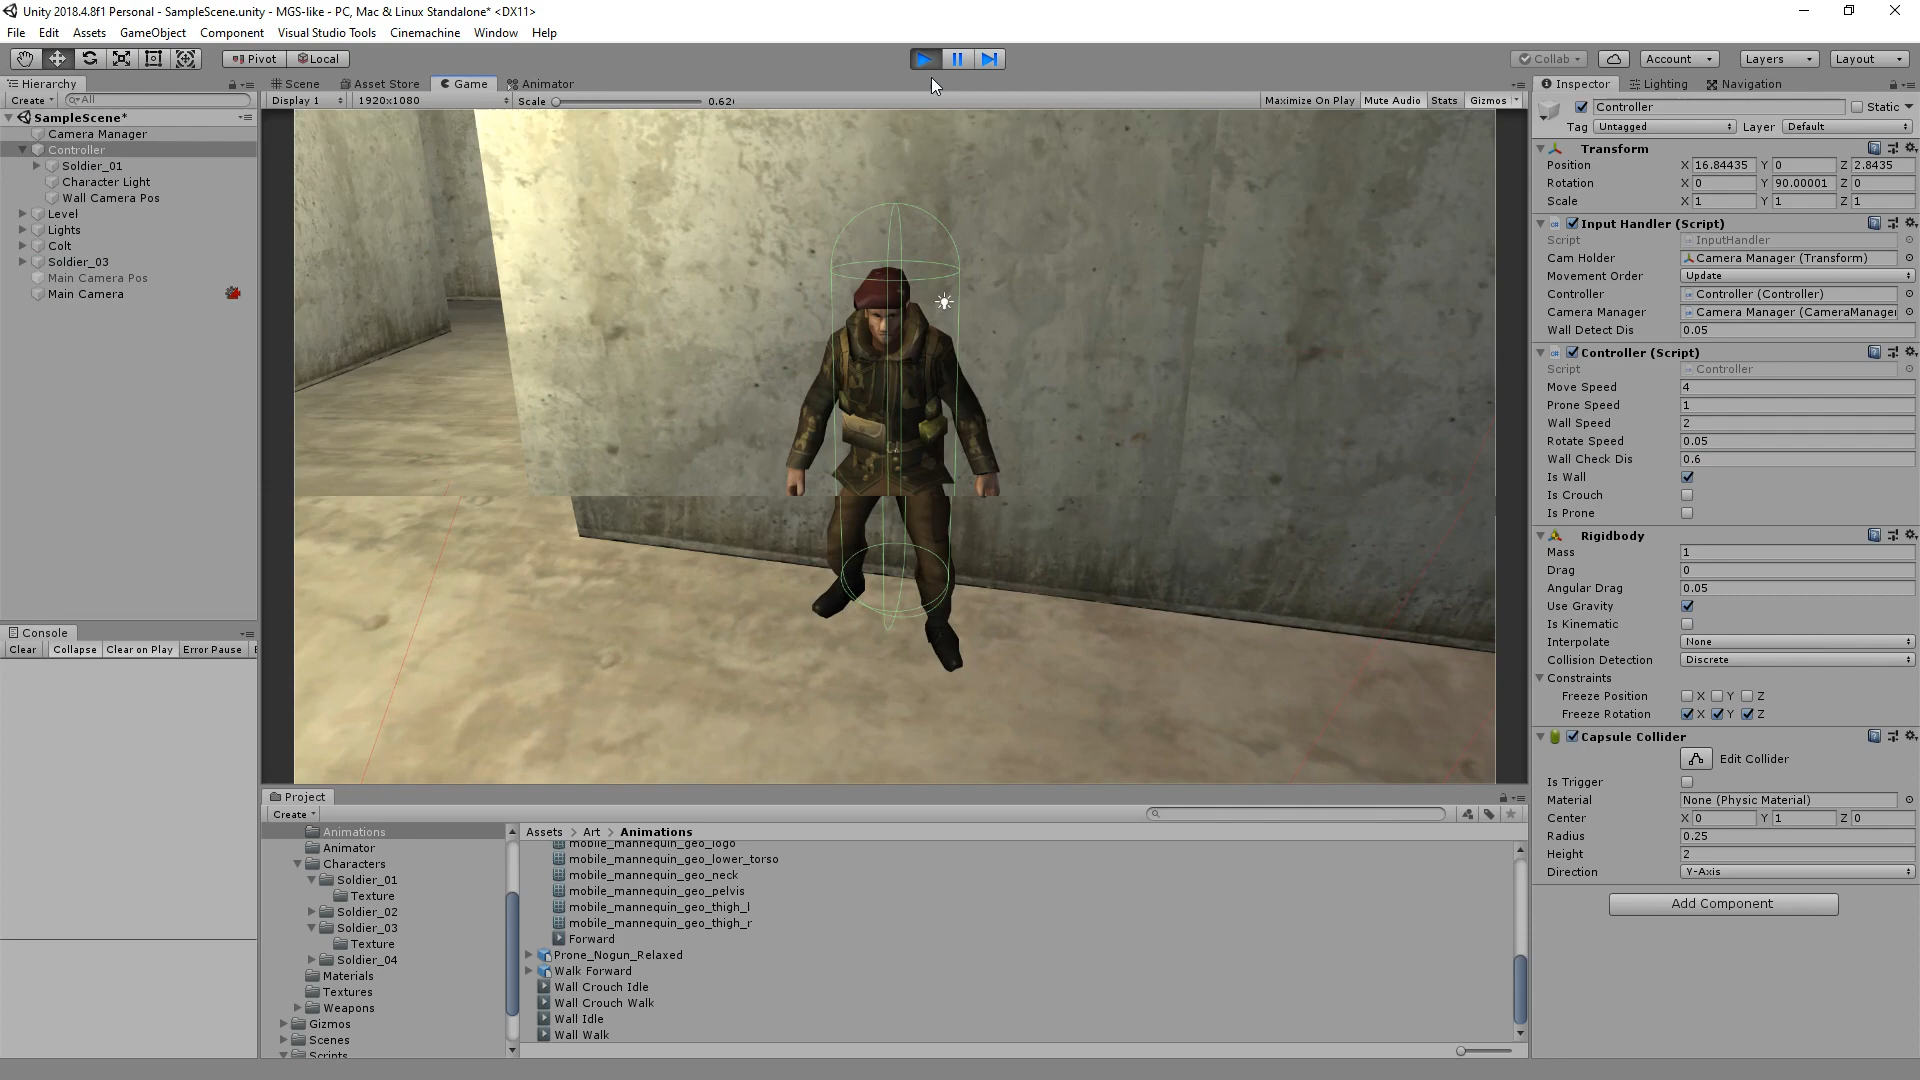 Unity 2018.4.8f1 Personal - SampleScene.unity - MGS-like - PC, Mac & Linux Standalone* <DX11>
File Edit Assets GameObject Component Visual Studio Tools Cinemachine Window Help
Pivot Local Collab Account Layers Layout
Hierarchy
Create All
SampleScene*
Camera Manager
Controller
Soldier_01
Character Light
Wall Camera Pos
Level
Lights
Colt
Soldier_03
Main Camera Pos
Main Camera
Console
Clear Collapse Clear on Play Error Pause
Scene Asset Store Game Animator
Display 1 1920x1080 Scale 0.62 Maximize On Play Mute Audio Stats Gizmos
Project
Create
Animations
Animator
Characters
Soldier_01
Texture
Soldier_02
Soldier_03
Texture
Soldier_04
Materials
Textures
Weapons
Gizmos
Scenes
Scripts
Assets > Art > Animations
mobile_mannequin_geo_logo
mobile_mannequin_geo_lower_torso
mobile_mannequin_geo_neck
mobile_mannequin_geo_pelvis
mobile_mannequin_geo_thigh_l
mobile_mannequin_geo_thigh_r
Forward
Prone_Nogun_Relaxed
Walk Forward
Wall Crouch Idle
Wall Crouch Walk
Wall Idle
Wall Walk
Inspector Lighting Navigation
Controller Static
Tag Untagged Layer Default
Transform
Position X 16.84435 Y 0 Z 2.8435
Rotation X 0 Y 90.00001 Z 0
Scale X 1 Y 1 Z 1
Input Handler (Script)
Script InputHandler
Cam Holder Camera Manager (Transform)
Movement Order Update
Controller Controller (Controller)
Camera Manager Camera Manager (CameraManager
Wall Detect Dis 0.05
Controller (Script)
Script Controller
Move Speed 4
Prone Speed 1
Wall Speed 2
Rotate Speed 0.05
Wall Check Dis 0.6
Is Wall
Is Crouch
Is Prone
Rigidbody
Mass 1
Drag 0
Angular Drag 0.05
Use Gravity
Is Kinematic
Interpolate None
Collision Detection Discrete
Constraints
Freeze Position X Y Z
Freeze Rotation X Y Z
Capsule Collider
Edit Collider
Is Trigger
Material None (Physic Material)
Center X 0 Y 1 Z 0
Radius 0.25
Height 2
Direction Y-Axis
Add Component